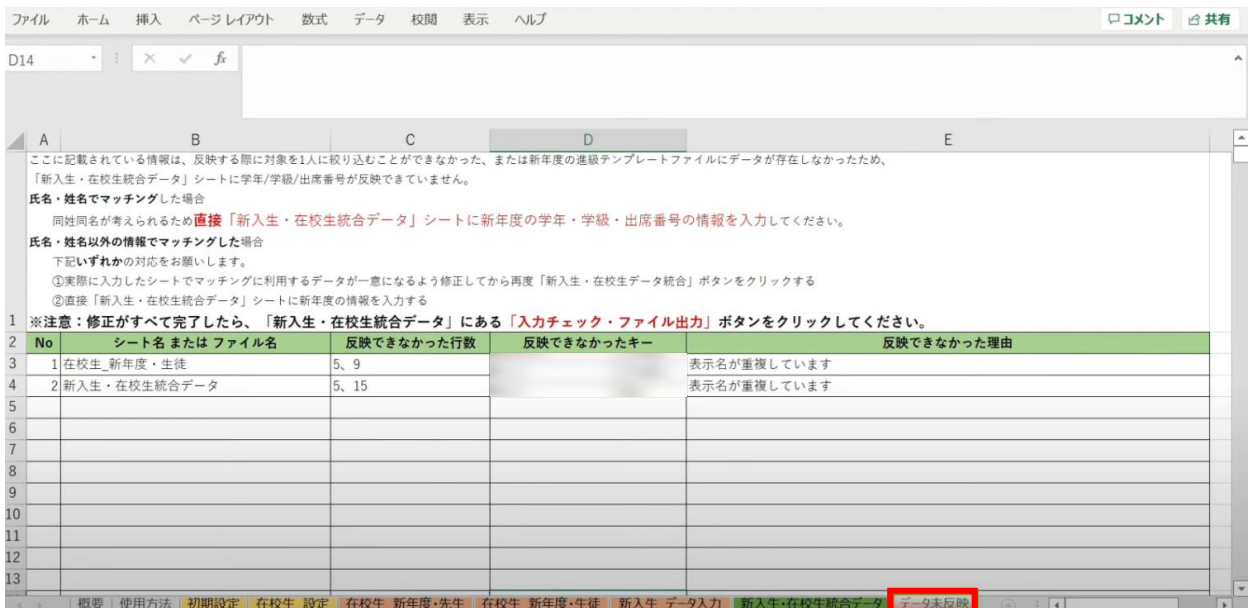 ファイル ホーム 挿入 ページ レイアウト 数式 データ 校閲 表示 ヘルプ コメント 共有
D14 fx
A B C D E
ここに記載されている情報は、反映する際に対象を1人に絞り込むことができなかった、または新年度の進級テンプレートファイルにデータが存在しなかったため、
「新入生・在校生統合データ」シートに学年/学級/出席番号が反映できていません。
氏名・姓名でマッチングした場合
同姓同名が考えられるため直接「新入生・在校生統合データ」シートに新年度の学年・学級・出席番号の情報を入力してください。
氏名・姓名以外の情報でマッチングした場合
下記いずれかの対応をお願いします。
①実際に入力したシートでマッチングに利用するデータが一意になるよう修正してから再度「新入生・在校生データ統合」ボタンをクリックする
②直接「新入生・在校生統合データ」シートに新年度の情報を入力する
1 ※注意：修正がすべて完了したら、「新入生・在校生統合データ」にある「入力チェック・ファイル出力」ボタンをクリックしてください。
2 No シート名 または ファイル名 反映できなかった行数 反映できなかったキー 反映できなかった理由
3 1 在校生_新年度・生徒 5、9 表示名が重複しています
4 2 新入生・在校生統合データ 5、15 表示名が重複しています
5
6
7
8
9
10
11
12
13
概要 使用方法 初期設定 在校生_設定 在校生_新年度・先生 在校生_新年度・生徒 新入生_データ入力 新入生・在校生統合データ データ未反映